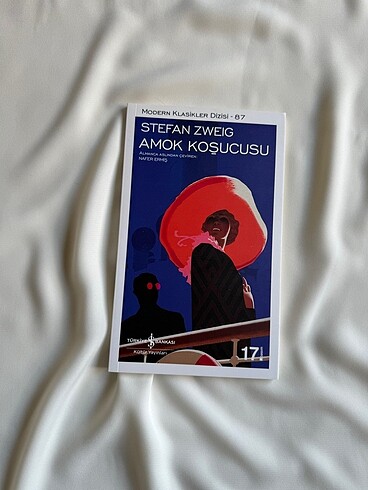 MODERN KLASİKLER DİZİSİ - 87
STEFAN ZWEIG
AMOK KOŞUCUSU
ALMANCA ASLINDAN ÇEVİREN:
NAFER ERMİŞ
TÜRKİYE İŞ BANKASI
Kültür Yayınları
17.